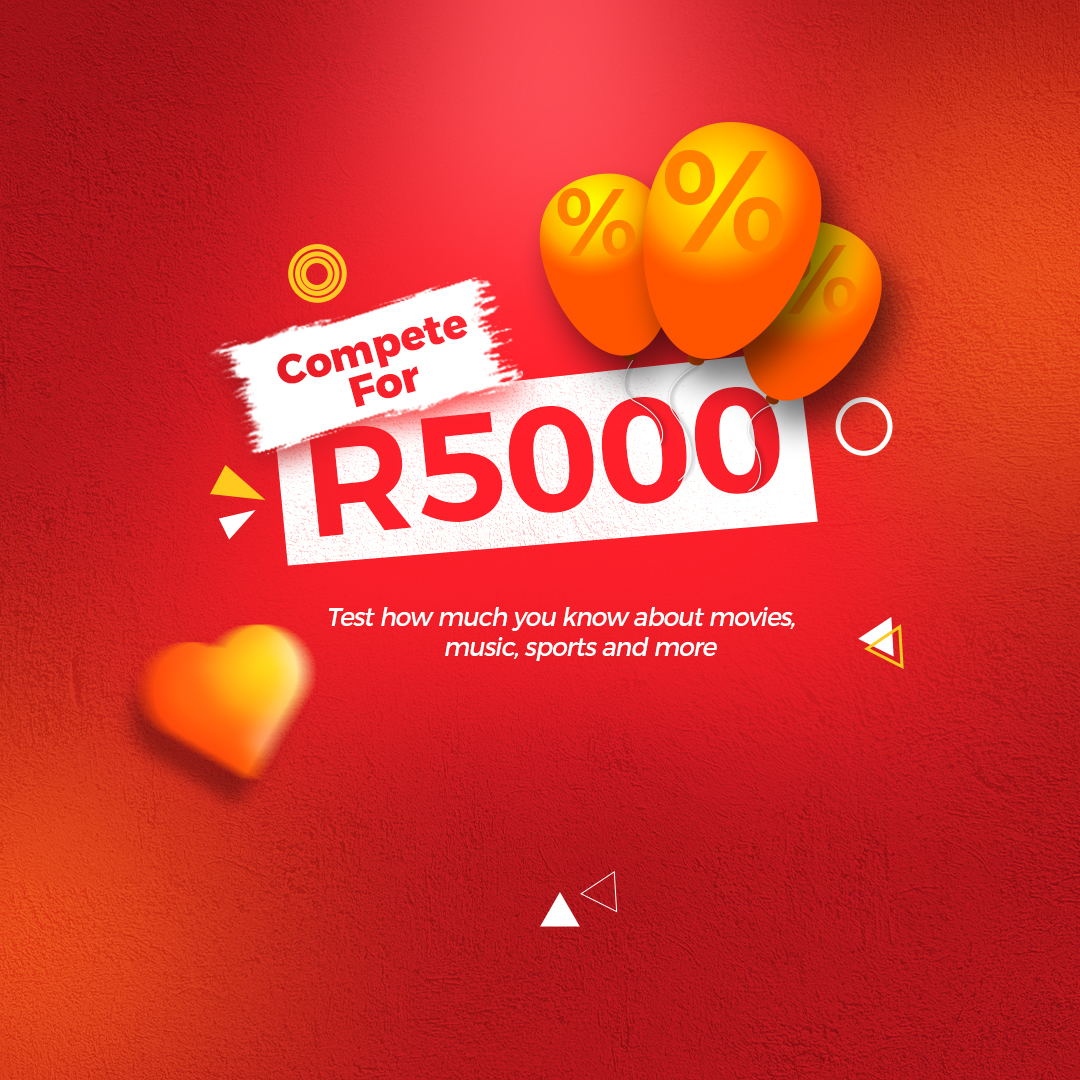 %
%
%
Compete
For
R5000
Test how much you know about movies,
music, sports and more